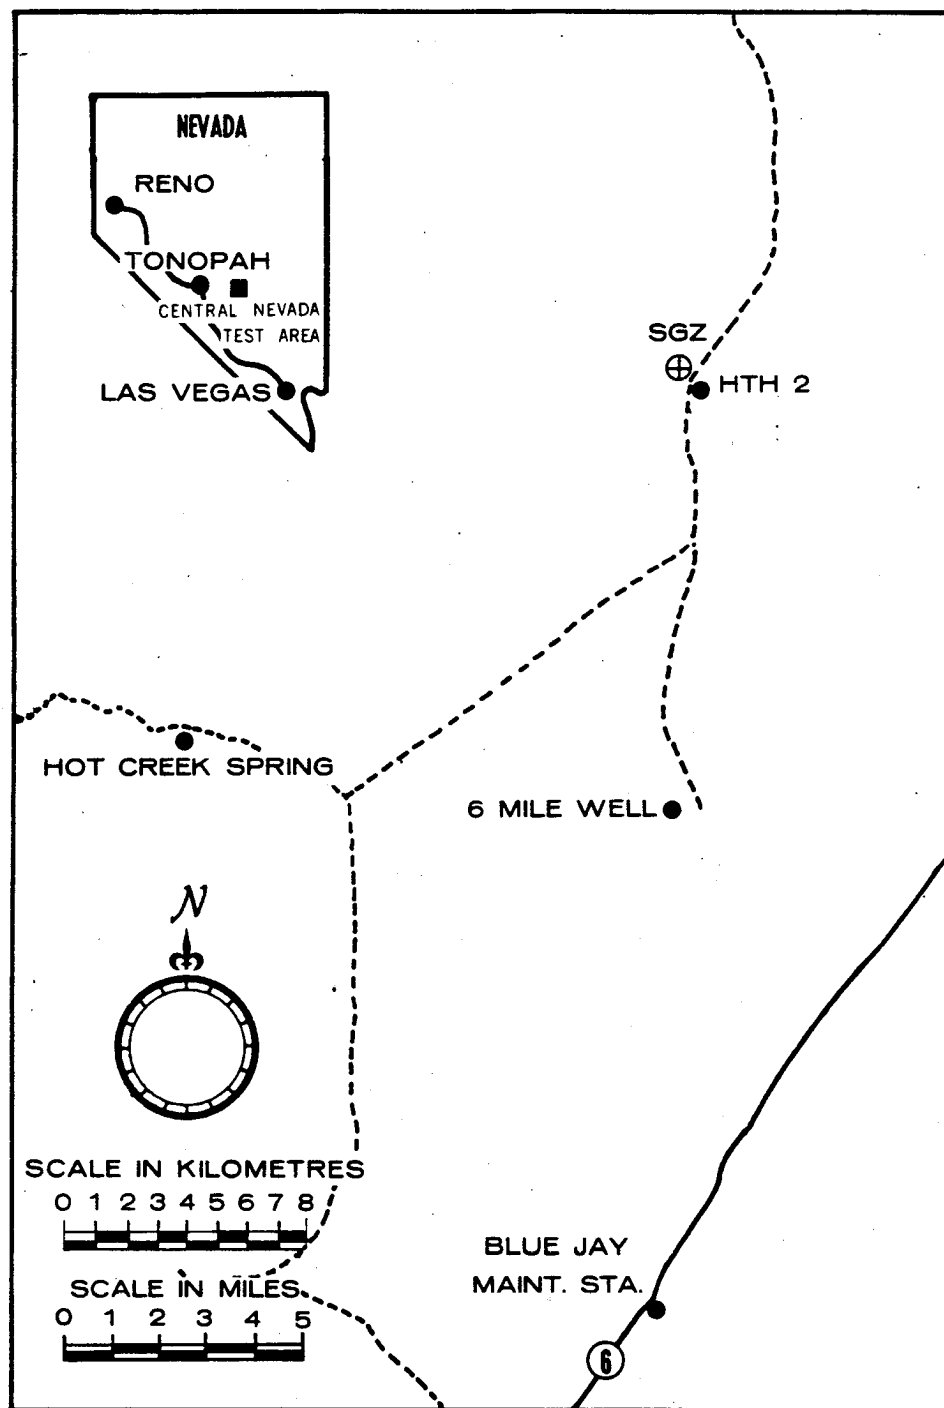 NEVADA
RENO
TONOPAH
CENTRAL NEVADA
TEST AREA
LAS VEGAS
SGZ
HTH 2
HOT CREEK SPRING
6 MILE WELL
N
SCALE IN KILOMETRES
0 1 2 3 4 5 6 7 8
BLUE JAY
MAINT. STA.
SCALE IN MILES
0 1 2 3 4 5
6